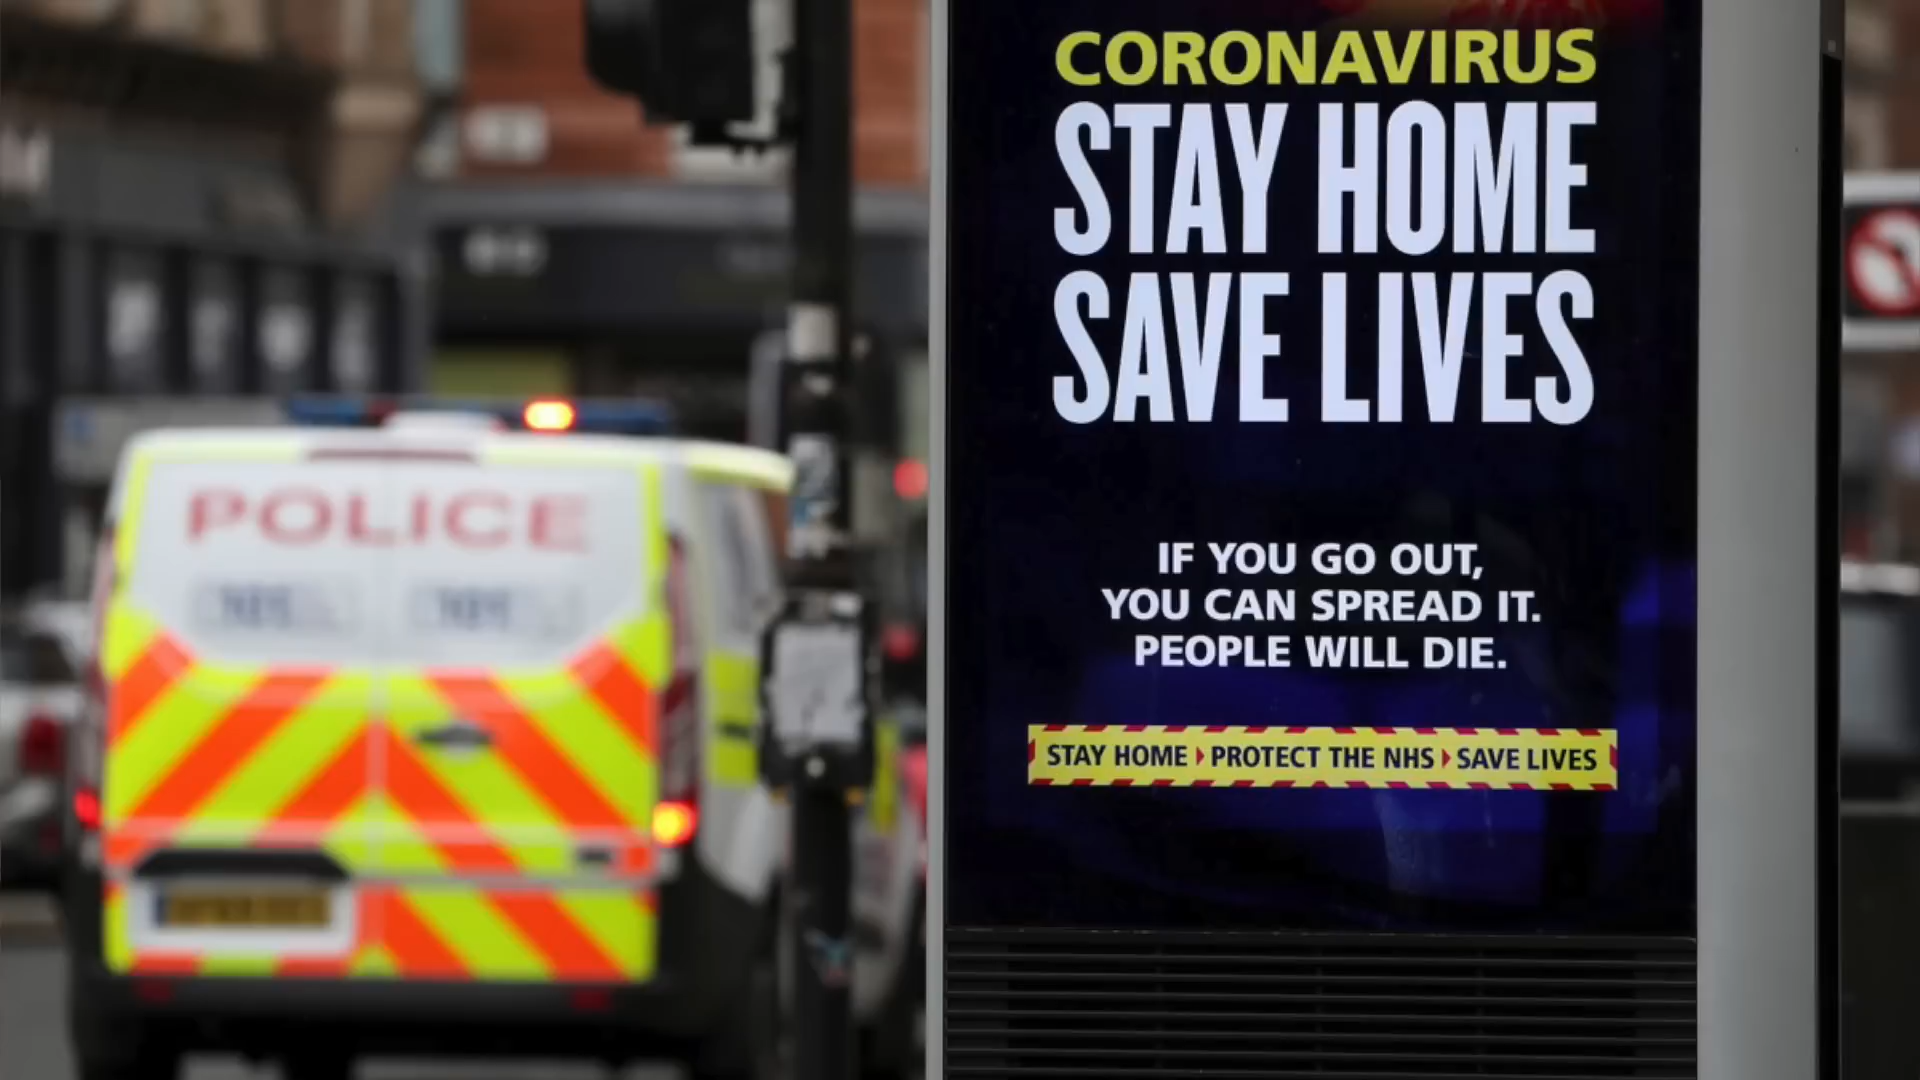 CORONAVIRUS
STAY HOME
SAVE LIVES
IF YOU GO OUT,
YOU CAN SPREAD IT.
PEOPLE WILL DIE.
STAY HOME PROTECT THE NHS SAVE LIVES
POLICE